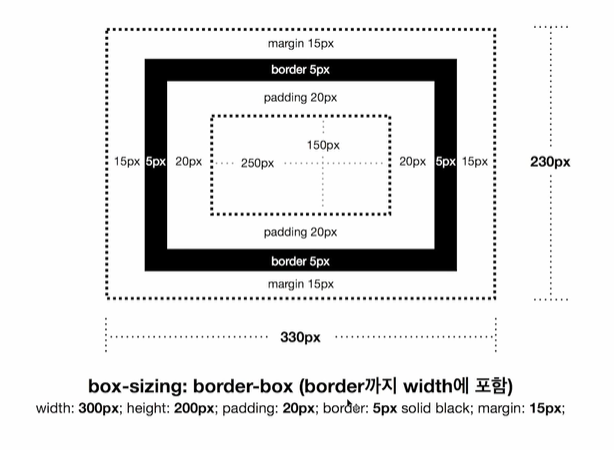 margin 15px
border 5px
padding 20px
150px
15px 5px 20px 250px 20px 5px 15px 230px
padding 20px
border 5px
margin 15px
330px
box-sizing: border-box (border까지 width에 포함)
width: 300px; height: 200px; padding: 20px; border: 5px solid black; margin: 15px;